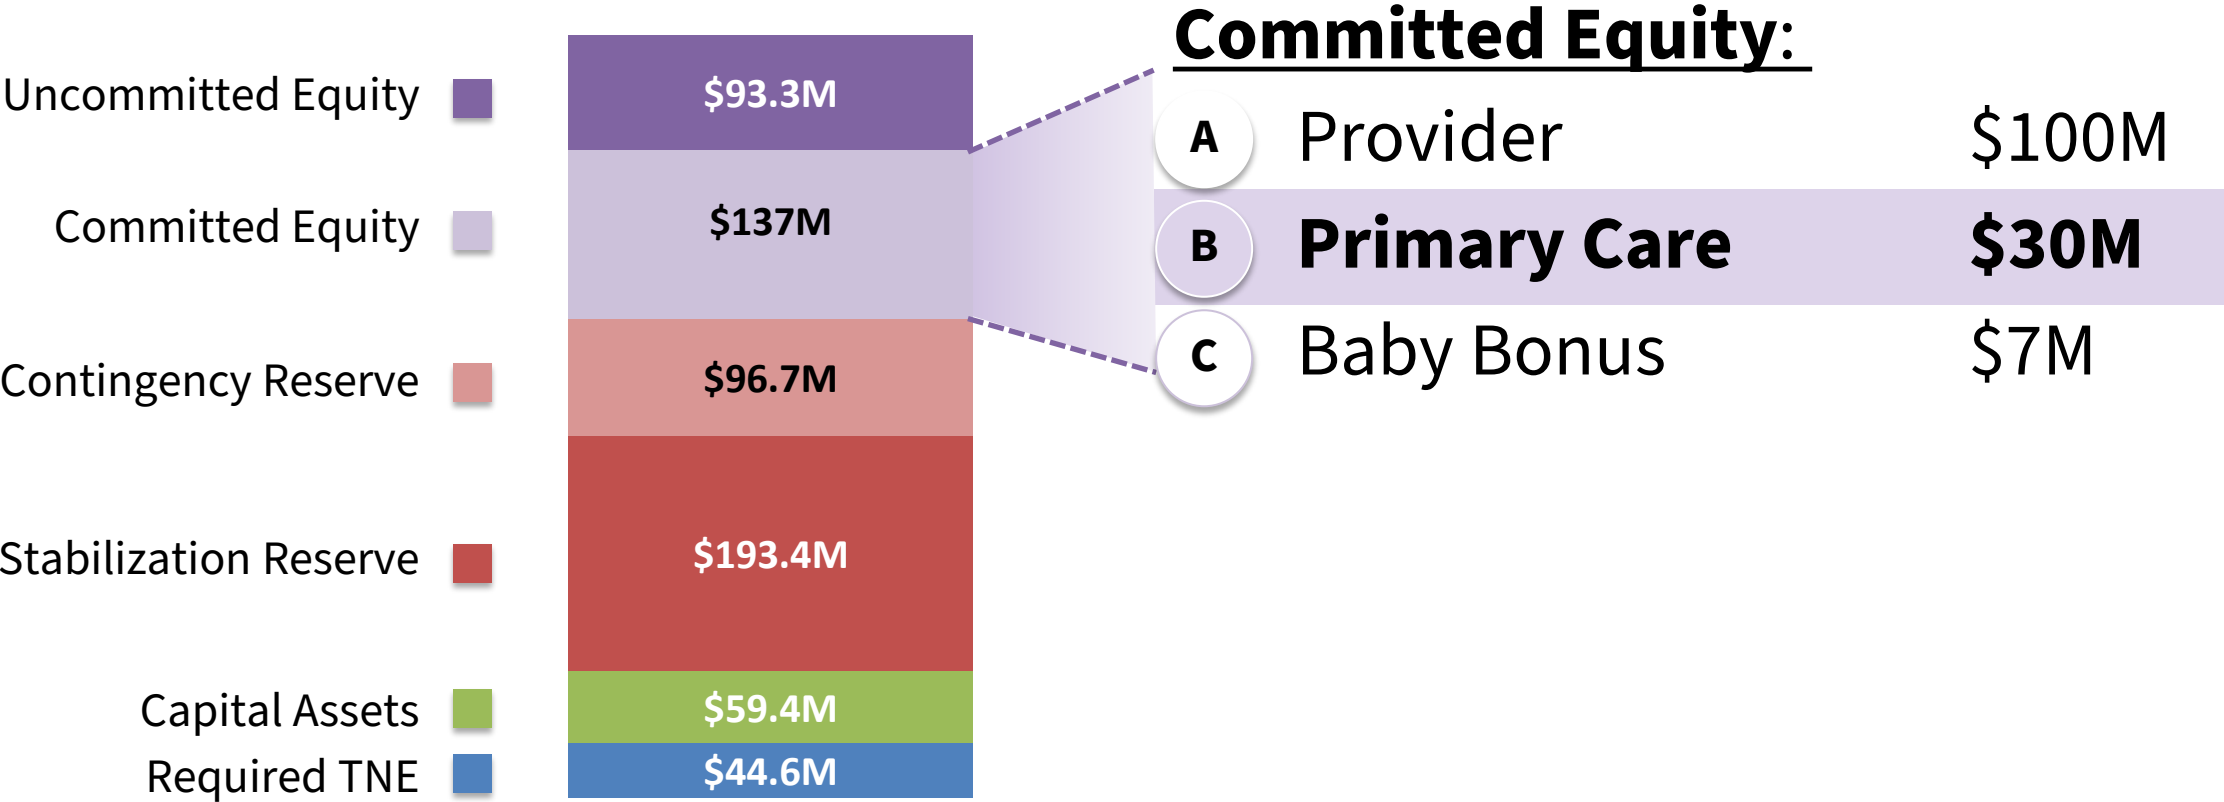 Committed Equity:
Uncommitted Equity $93.3M
A Provider $100M
Committed Equity $137M
B Primary Care $30M
C Baby Bonus $7M
Contingency Reserve $96.7M
Stabilization Reserve $193.4M
Capital Assets $59.4M
Required TNE $44.6M